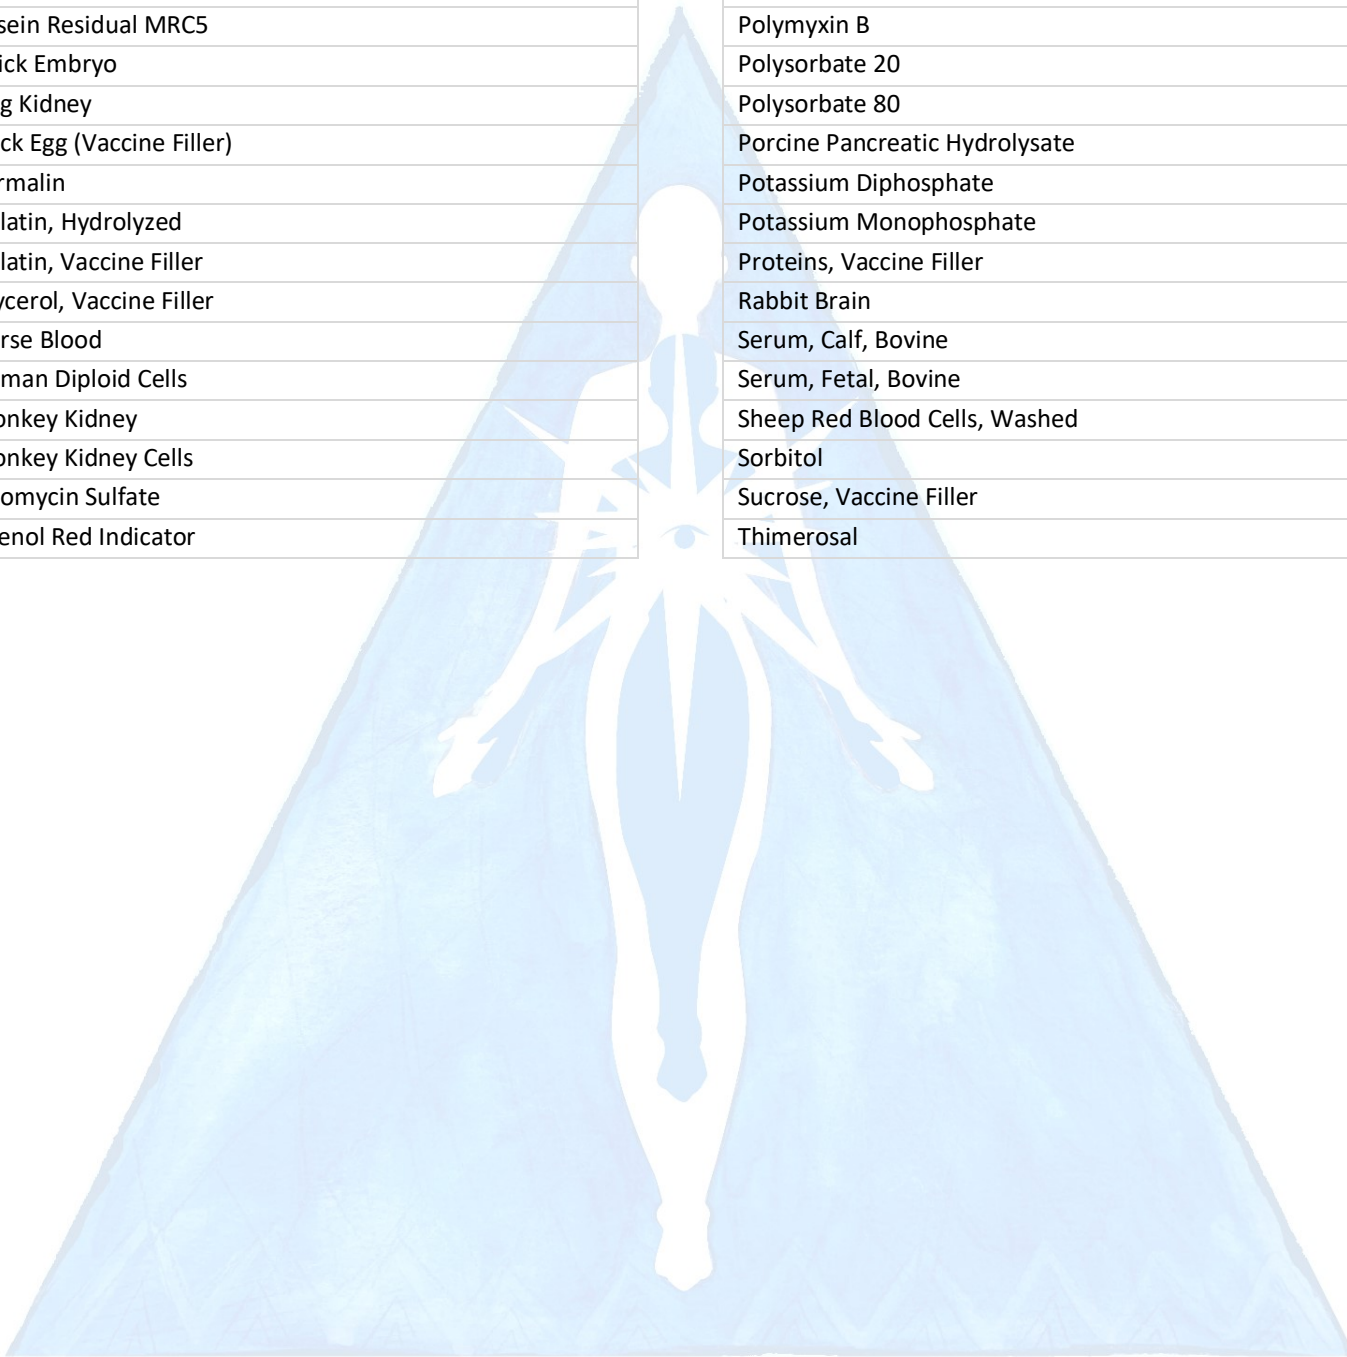 sein Residual MRC5
ick Embryo
g Kidney
ck Egg (Vaccine Filler)
rmalin
latin, Hydrolyzed
latin, Vaccine Filler
ycerol, Vaccine Filler
rse Blood
man Diploid Cells
onkey Kidney
onkey Kidney Cells
omycin Sulfate
enol Red Indicator
Polymyxin B
Polysorbate 20
Polysorbate 80
Porcine Pancreatic Hydrolysate
Potassium Diphosphate
Potassium Monophosphate
Proteins, Vaccine Filler
Rabbit Brain
Serum, Calf, Bovine
Serum, Fetal, Bovine
Sheep Red Blood Cells, Washed
Sorbitol
Sucrose, Vaccine Filler
Thimerosal